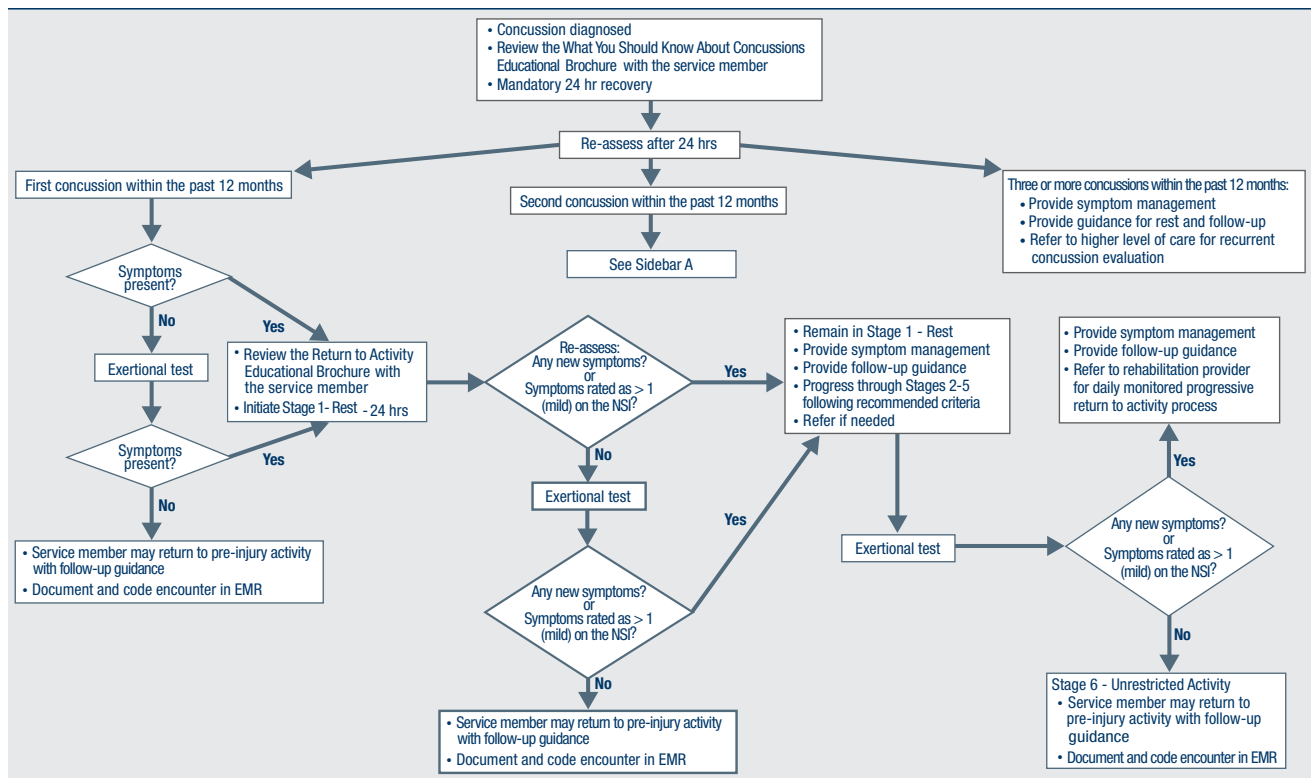 • Concussion diagnosed
• Review the What You Should Know About Concussions
Educational Brochure with the service member
• Mandatory 24 hr recovery
Re-assess after 24 hrs
First concussion within the past 12 months
Second concussion within the past 12 months
See Sidebar A
Three or more concussions within the past 12 months:
• Provide symptom management
• Provide guidance for rest and follow-up
• Refer to higher level of care for recurrent
concussion evaluation
Symptoms
present?
No
Yes
Exertional test
Symptoms
present?
Yes
No
• Service member may return to pre-injury activity
with follow-up guidance
• Document and code encounter in EMR
• Review the Return to Activity
Educational Brochure with
the service member
• Initiate Stage 1- Rest - 24 hrs
Re-assess:
Any new symptoms?
or
Symptoms rated as > 1
(mild) on the NSI?
Yes
No
Exertional test
Any new symptoms?
or
Symptoms rated as > 1
(mild) on the NSI?
Yes
No
• Service member may return to pre-injury activity
with follow-up guidance
• Document and code encounter in EMR
• Remain in Stage 1 - Rest
• Provide symptom management
• Provide follow-up guidance
• Progress through Stages 2-5
following recommended criteria
• Refer if needed
Exertional test
• Provide symptom management
• Provide follow-up guidance
• Refer to rehabilitation provider
for daily monitored progressive
return to activity process
Yes
Any new symptoms?
or
Symptoms rated as > 1
(mild) on the NSI?
No
Stage 6 - Unrestricted Activity
• Service member may return to
pre-injury activity with follow-up
guidance
• Document and code encounter in EMR